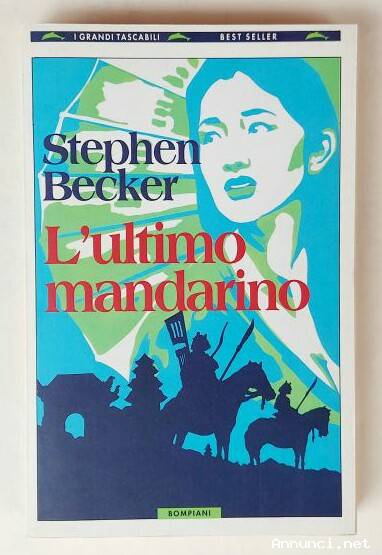 I GRANDI TASCABILI BEST SELLER
Stephen
Becker
L'ultimo
mandarino
BOMPIANI
Annunci.net